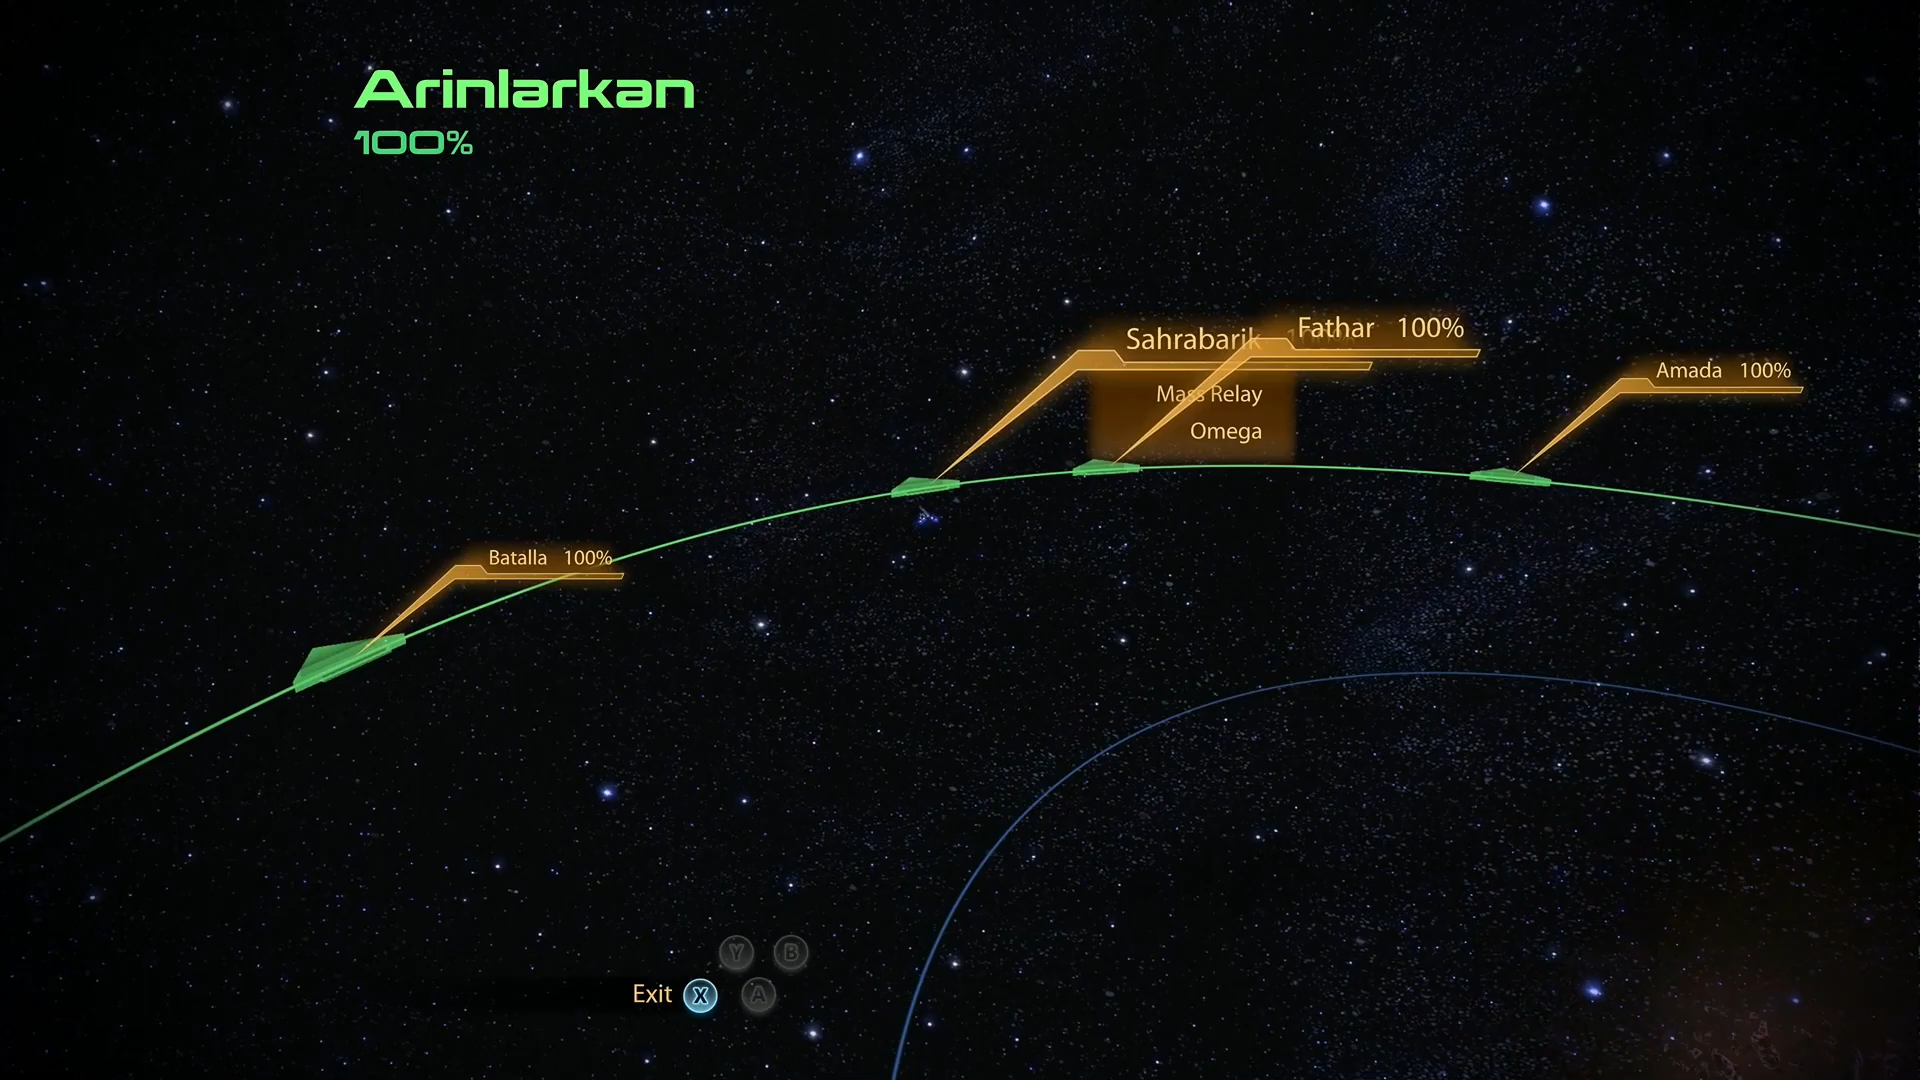 Arinlarkan
100%
Sahrabarik
Fathar 100%
Mass Relay
Omega
Amada 100%
Batalla 100%
Y B
Exit X A